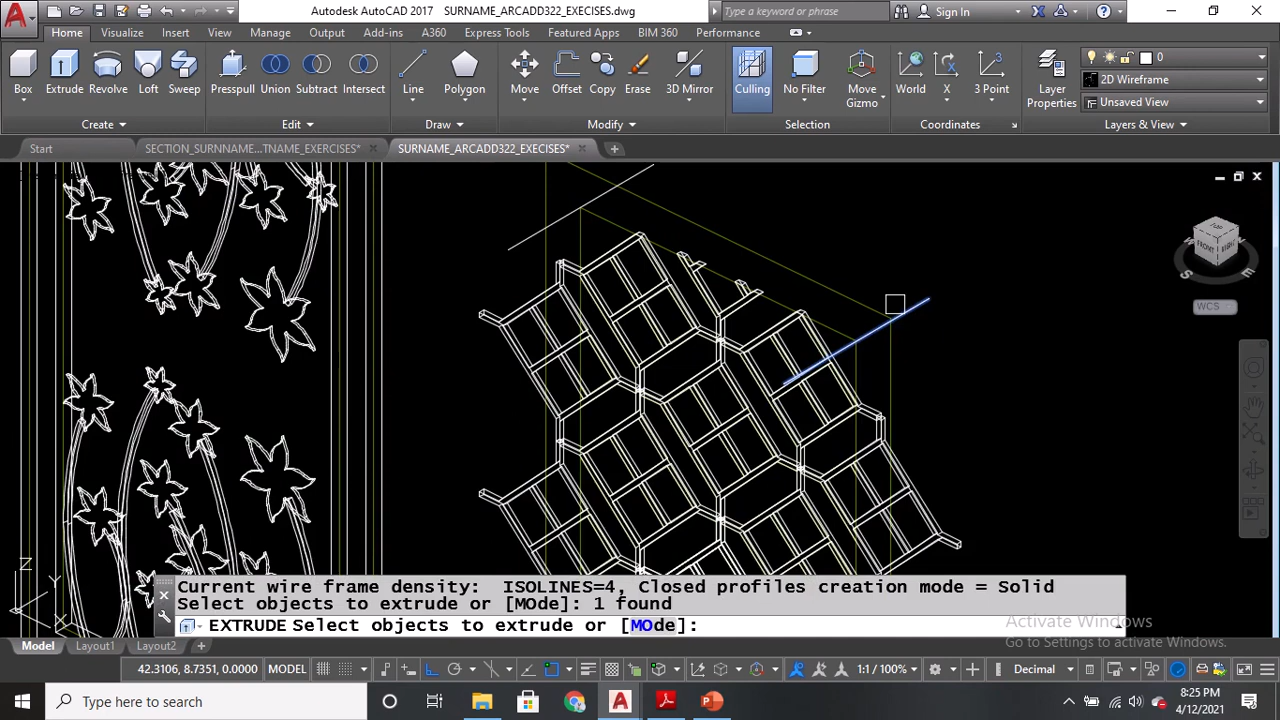 Autodesk AutoCAD 2017 SURNAME_ARCADD322_EXECISES.dwg
Type a keyword or phrase
Sign In
Home Visualize Insert View Manage Output Add-ins A360 Express Tools Featured Apps BIM 360 Performance
Box Extrude Revolve Loft Sweep Presspull Union Subtract Intersect Line Polygon Move Offset Copy Erase 3D Mirror Culling No Filter Move Gizmo World X 3 Point Layer Properties
0
2D Wireframe
Unsaved View
Create Edit Draw Modify Selection Coordinates Layers & View
Start SECTION_SURNNAME...TNAME_EXERCISES* SURNAME_ARCADD322_EXECISES*
TOP
FRONT RIGHT
S E
WCS
Z
Y
X
Current wire frame density: ISOLINES=4, Closed profiles creation mode = Solid
Select objects to extrude or [MOde]: 1 found
EXTRUDE Select objects to extrude or [MOde]:
Activate Windows
Go to Settings to activate Windows.
Model Layout1 Layout2 +
42.3106, 8.7351, 0.0000 MODEL 1:1 / 100% Decimal
Type here to search
8:25 PM
4/12/2021